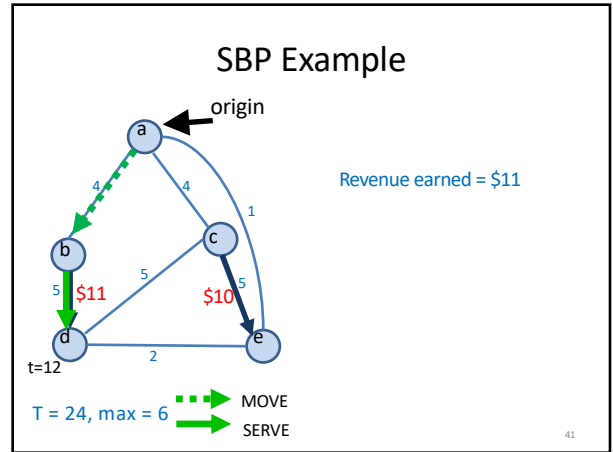 SBP Example
origin
a
4
4
Revenue earned = $11
1
b
c
5
$11
5
$10
5
d
e
t=12
2
T = 24, max = 6
MOVE
SERVE
41